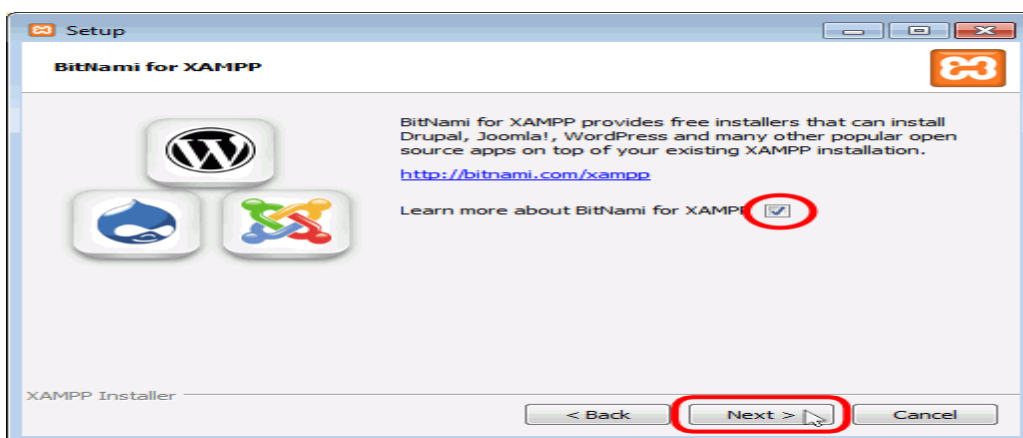 Setup
BitNami for XAMPP
BitNami for XAMPP provides free installers that can install
Drupal, Joomla!, WordPress and many other popular open
source apps on top of your existing XAMPP installation.
http://bitnami.com/xampp
Learn more about BitNami for XAMPP
XAMPP Installer
< Back
Next >
Cancel